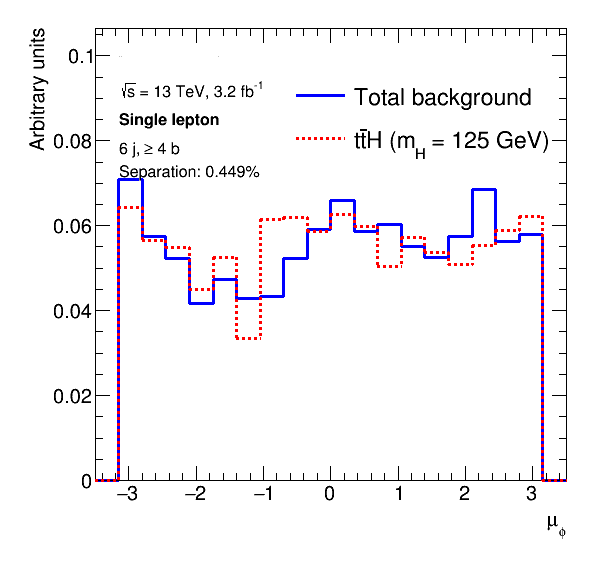 Arbitrary units
0.1
0.08
0.06
0.04
0.02
0
√s = 13 TeV, 3.2 fb⁻¹
Single lepton
6 j, ≥ 4 b
Separation: 0.449%
Total background
tt̄H (m_H = 125 GeV)
−3 −2 −1 0 1 2 3
μ_ϕ